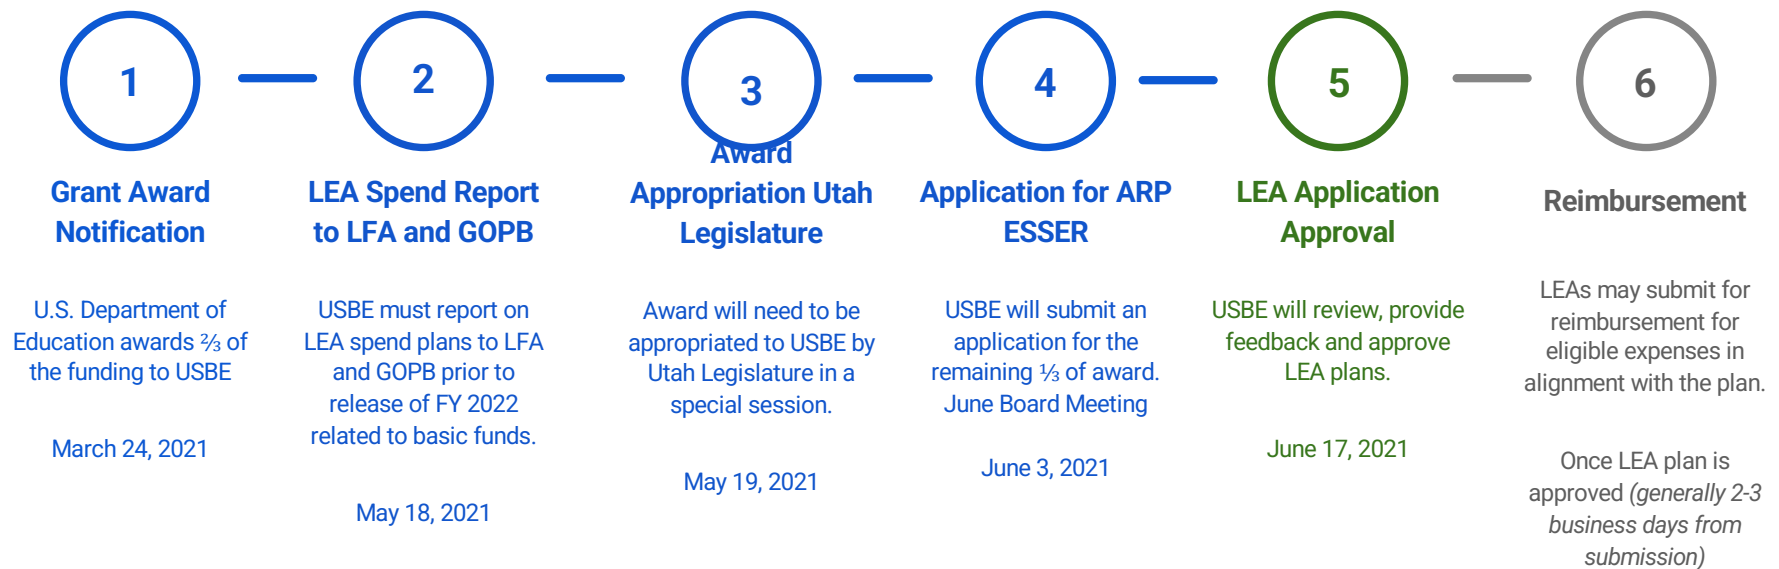 1
Grant Award
Notification
U.S. Department of
Education awards ⅔ of
the funding to USBE
March 24, 2021
2
LEA Spend Report
to LFA and GOPB
USBE must report on
LEA spend plans to LFA
and GOPB prior to
release of FY 2022
related to basic funds.
May 18, 2021
3
Award
Appropriation Utah
Legislature
Award will need to be
appropriated to USBE by
Utah Legislature in a
special session.
May 19, 2021
4
Application for ARP
ESSER
USBE will submit an
application for the
remaining ⅓ of award.
June Board Meeting
June 3, 2021
5
LEA Application
Approval
USBE will review, provide
feedback and approve
LEA plans.
June 17, 2021
6
Reimbursement
LEAs may submit for
reimbursement for
eligible expenses in
alignment with the plan.
Once LEA plan is
approved (generally 2-3
business days from
submission)